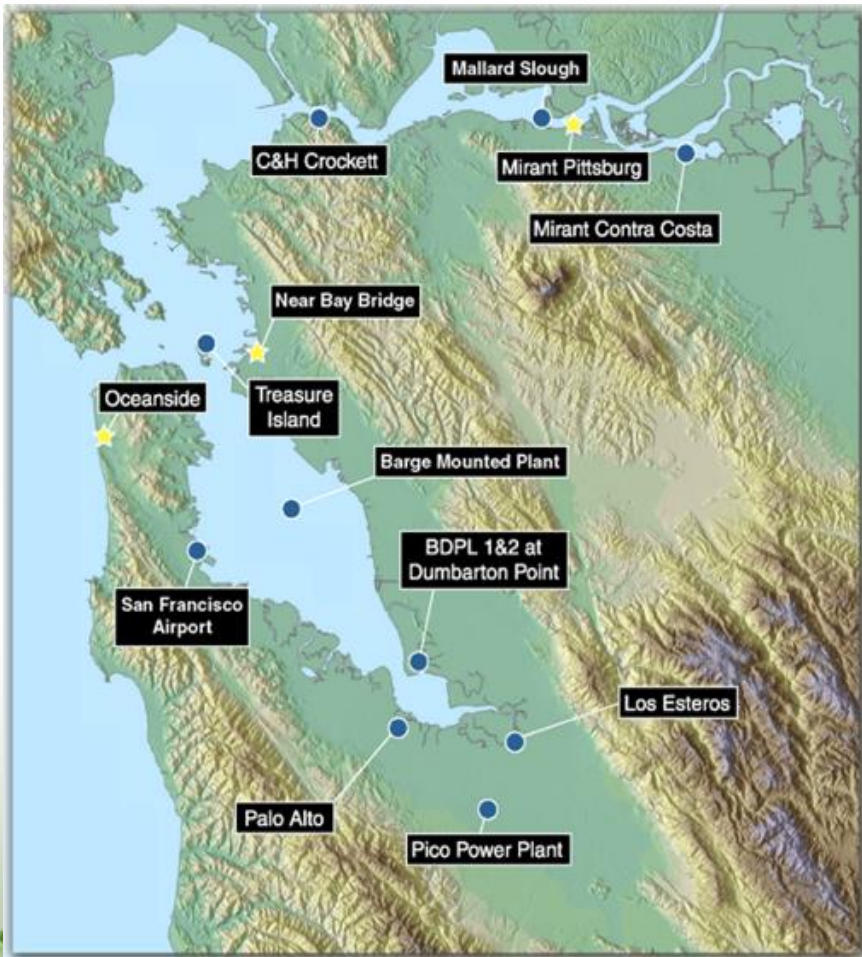 Mallard Slough
C&H Crockett
Mirant Pittsburg
Mirant Contra Costa
Near Bay Bridge
Oceanside
Treasure
Island
Barge Mounted Plant
BDPL 1&2 at
Dumbarton Point
San Francisco
Airport
Los Esteros
Palo Alto
Pico Power Plant